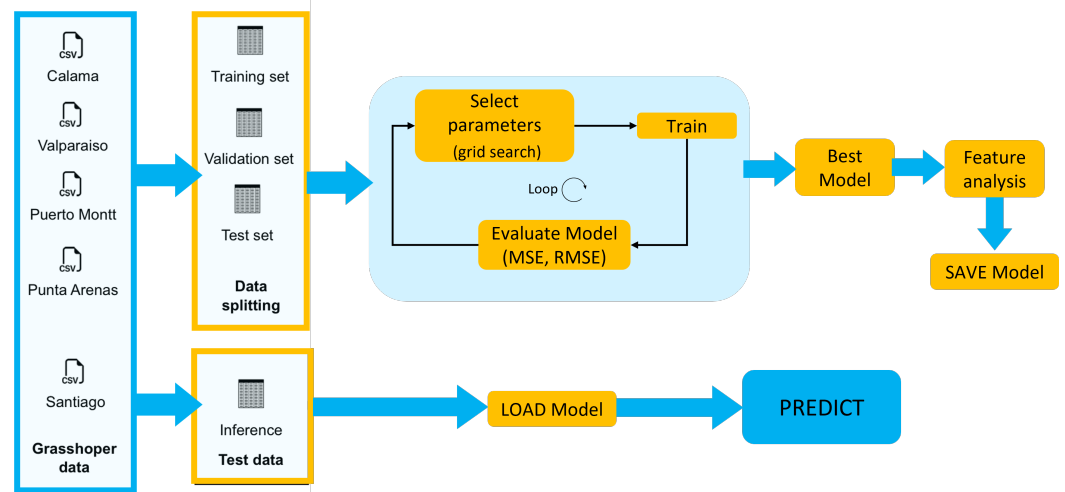 CSV
Calama
CSV
Valparaiso
CSV
Puerto Montt
CSV
Punta Arenas
CSV
Santiago
Grasshoper
data
Training set
Validation set
Test set
Data
splitting
Inference
Test data
Select
parameters
(grid search)
Train
Loop
Evaluate Model
(MSE, RMSE)
Best
Model
Feature
analysis
SAVE Model
LOAD Model
PREDICT